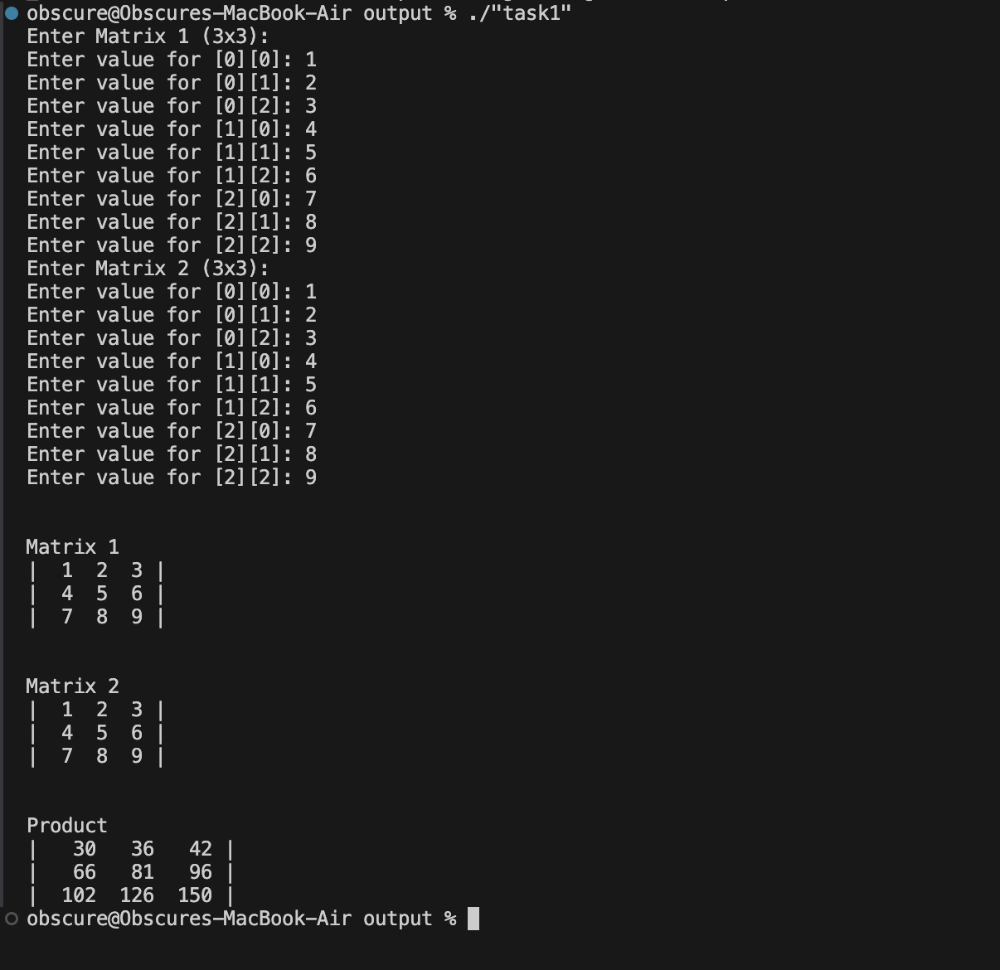 obscure@Obscures-MacBook-Air output % ./"task1"
Enter Matrix 1 (3x3):
Enter value for [0][0]: 1
Enter value for [0][1]: 2
Enter value for [0][2]: 3
Enter value for [1][0]: 4
Enter value for [1][1]: 5
Enter value for [1][2]: 6
Enter value for [2][0]: 7
Enter value for [2][1]: 8
Enter value for [2][2]: 9
Enter Matrix 2 (3x3):
Enter value for [0][0]: 1
Enter value for [0][1]: 2
Enter value for [0][2]: 3
Enter value for [1][0]: 4
Enter value for [1][1]: 5
Enter value for [1][2]: 6
Enter value for [2][0]: 7
Enter value for [2][1]: 8
Enter value for [2][2]: 9
Matrix 1
|  1  2  3 |
|  4  5  6 |
|  7  8  9 |
Matrix 2
|  1  2  3 |
|  4  5  6 |
|  7  8  9 |
Product
|   30   36   42 |
|   66   81   96 |
|  102  126  150 |
obscure@Obscures-MacBook-Air output %